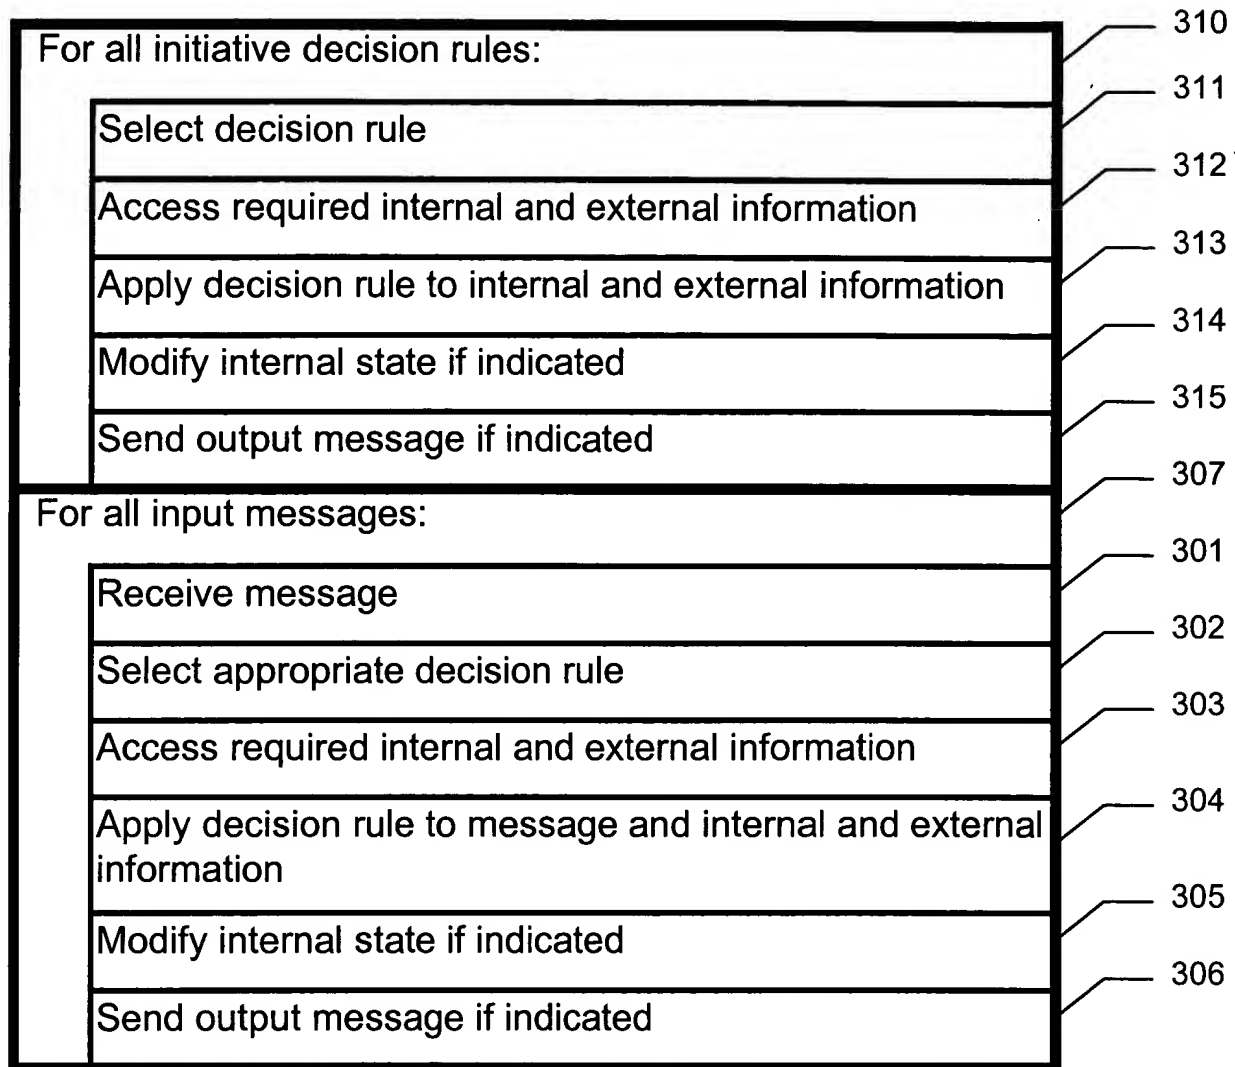 For all initiative decision rules:
310
Select decision rule
311
Access required internal and external information
312
Apply decision rule to internal and external information
313
Modify internal state if indicated
314
Send output message if indicated
315
For all input messages:
307
Receive message
301
Select appropriate decision rule
302
Access required internal and external information
303
Apply decision rule to message and internal and external
information
304
Modify internal state if indicated
305
Send output message if indicated
306